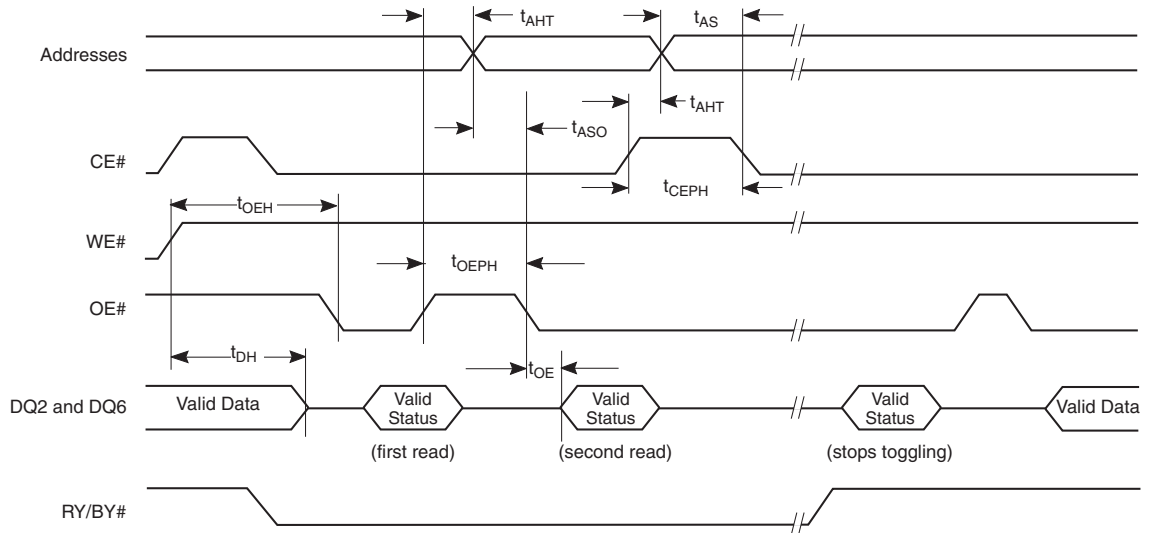 tAHT
tAS
Addresses
tAHT
tASO
CE#
tCEPH
tOEH
WE#
tOEPH
OE#
tDH
tOE
DQ2 and DQ6
Valid Data
Valid
Status
Valid
Status
Valid
Status
Valid Data
(first read)
(second read)
(stops toggling)
RY/BY#